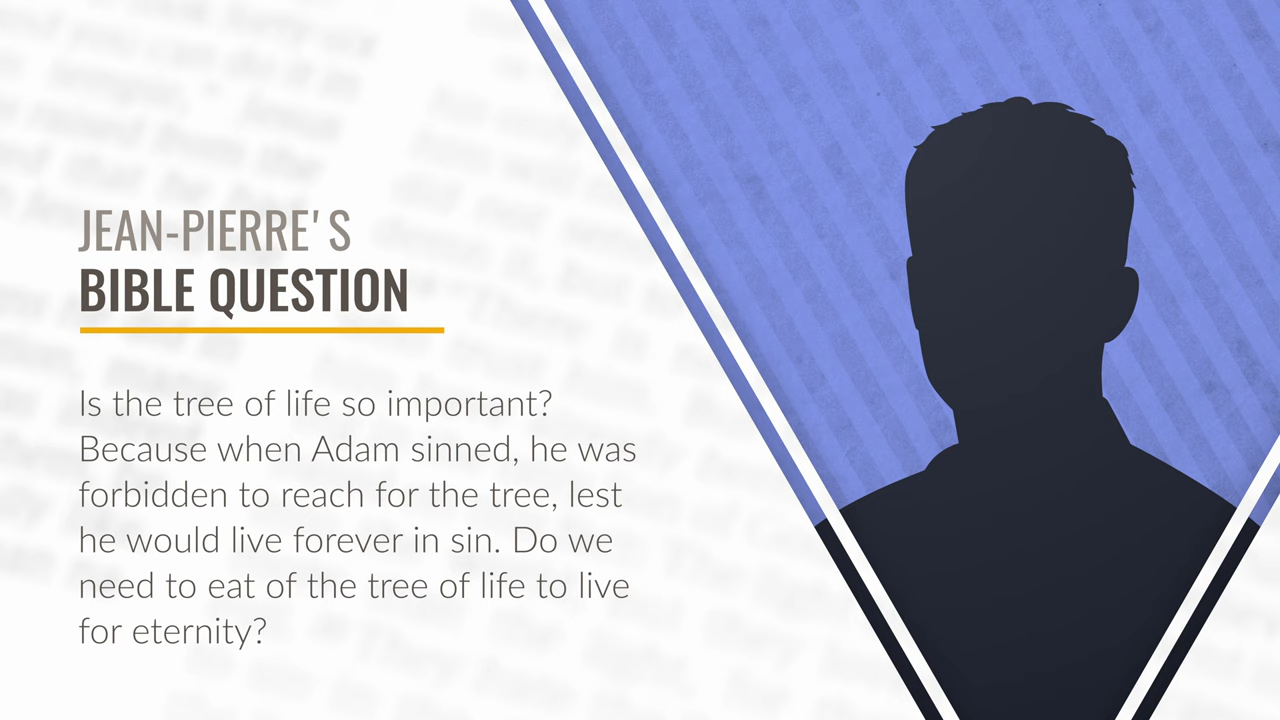 JEAN-PIERRE'S
BIBLE QUESTION
Is the tree of life so important?
Because when Adam sinned, he was
forbidden to reach for the tree, lest
he would live forever in sin. Do we
need to eat of the tree of life to live
for eternity?